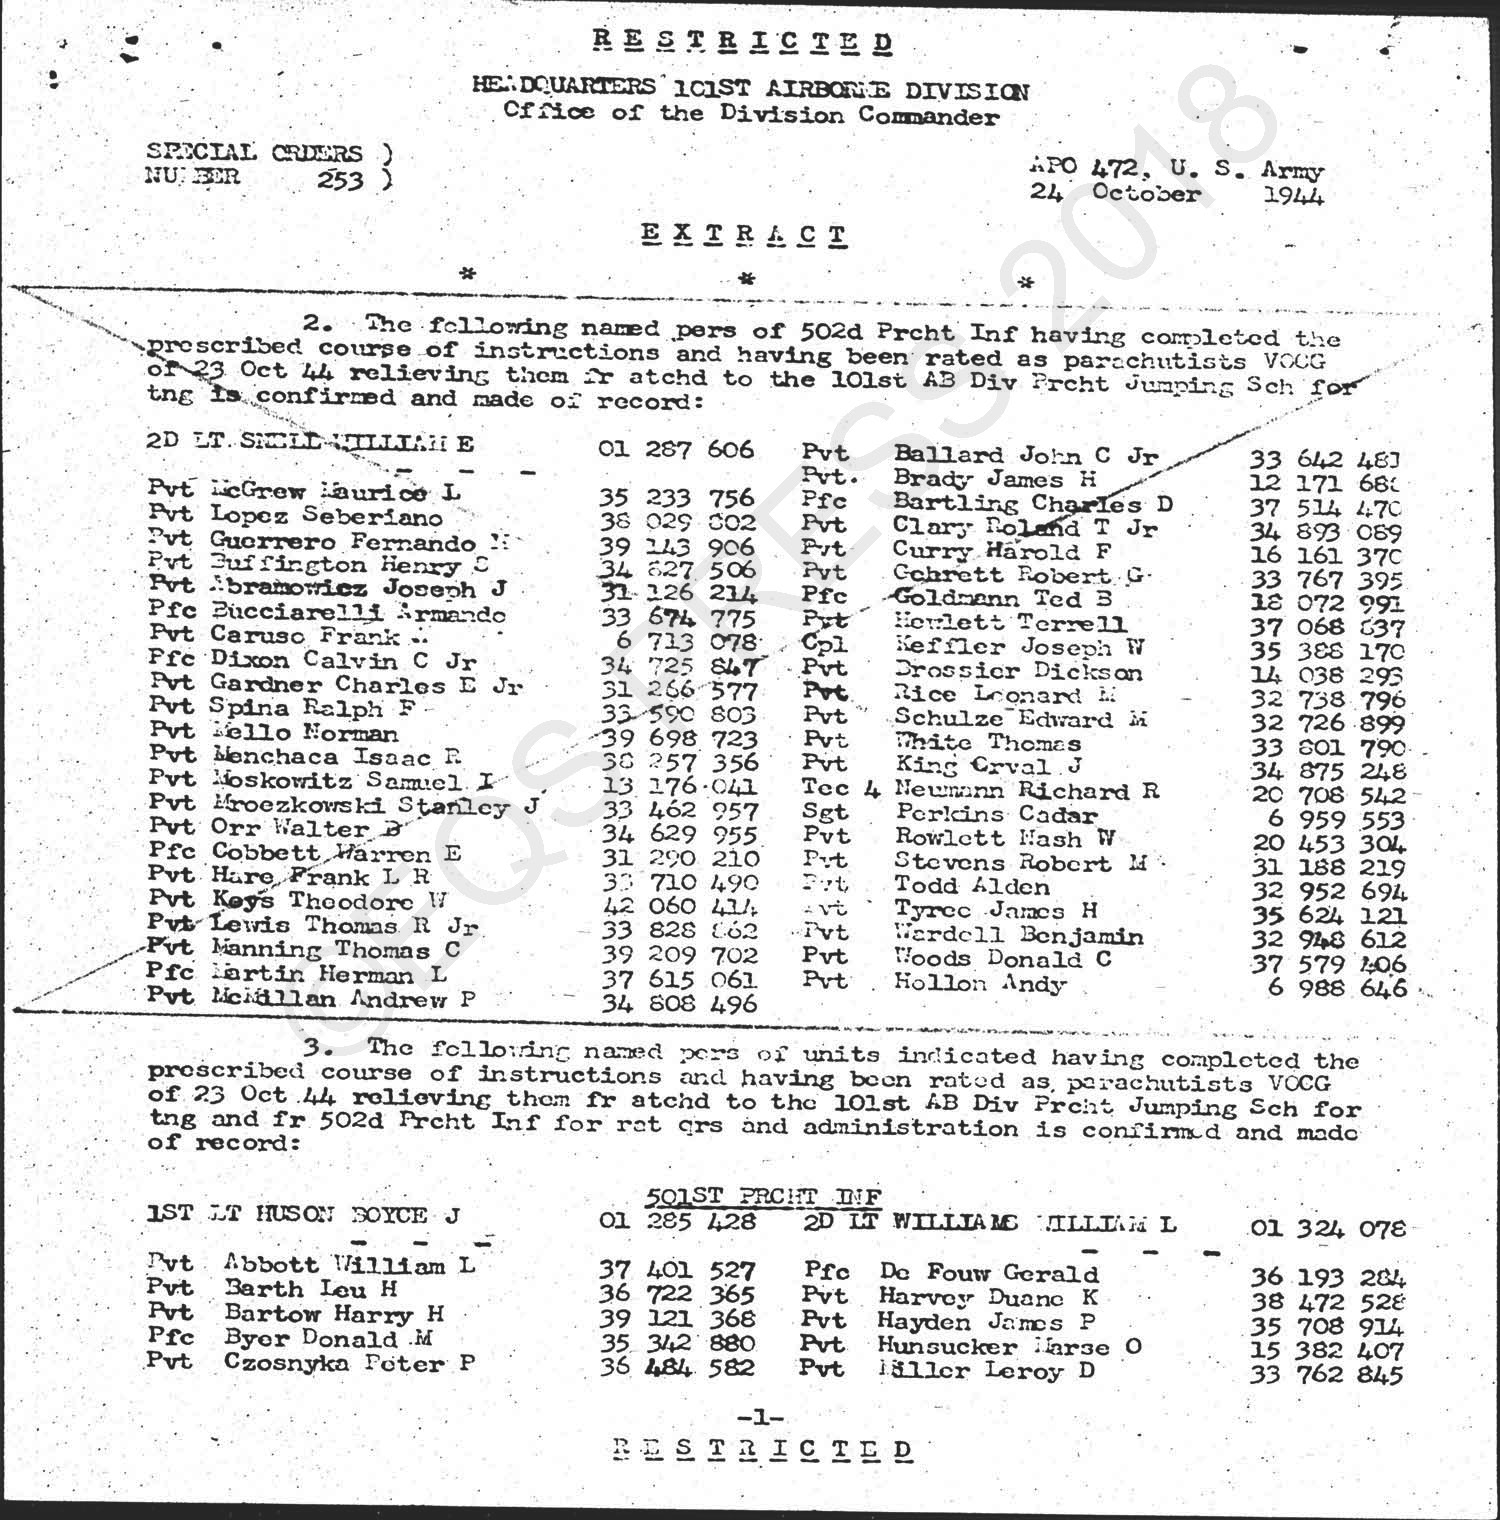 RESTRICTED
HEADQUARTERS 101ST AIRBORNE DIVISION
Office of the Division Commander
SPECIAL ORDERS )
NUMBER 253 )
APO 472, U. S. Army
24 October 1944
EXTRACT
* * *
2. The following named pers of 502d Prcht Inf having completed the
prescribed course of instructions and having been rated as parachutists VOCG
of 23 Oct 44 relieving them fr atchd to the 101st AB Div Prcht Jumping Sch for
tng is confirmed and made of record:
2D LT. SNELL WILLIAM E 01 287 606
- - -
Pvt McGrew Maurice L 35 233 756
Pvt Lopez Seberiano 38 029 802
Pvt Guerrero Fernando 39 143 906
Pvt Buffington Henry S 34 827 506
Pvt Abramowicz Joseph J 31 126 214
Pfc Bucciarelli Armando 33 674 775
Pvt Caruso Frank 6 713 078
Pfc Dixon Calvin C Jr 34 725 847
Pvt Gardner Charles E Jr 31 266 577
Pvt Spina Ralph F 33 590 803
Pvt Mello Norman 39 698 723
Pvt Menchaca Isaac R 38 257 356
Pvt Moskowitz Samuel I 13 176 041
Pvt Mroezkowski Stanley J 33 462 957
Pvt Orr Walter B 34 629 955
Pfc Cobbett Warren E 31 290 210
Pvt Hare Frank L R 33 710 490
Pvt Keys Theodore W 42 060 414
Pvt Lewis Thomas R Jr 33 828 862
Pvt Manning Thomas C 39 209 702
Pfc Martin Herman L 37 615 061
Pvt McMillan Andrew P 34 808 496
Pvt Ballard John C Jr 33 642 481
Pvt. Brady James H 12 171
Pfc Bartling Charles D 37 514 470
Pvt Clary Roland T Jr 34 893 089
Pvt Curry Harold F 16 161 370
Pvt Gehrett Robert G 33 767 395
Pfc Goldmann Ted B 18 072 991
Pvt Howlett Terrell 37 068 837
Cpl Keffler Joseph W 35 388 170
Pvt Brossier Dickson 14 038 293
Pvt Rice Leonard M 32 738 796
Pvt Schulze Edward M 32 726 899
Pvt White Thomas 33 801 790
Pvt King Orval J 34 875 248
Tec 4 Neumann Richard R 20 708 542
Sgt Perkins Cadar 6 959 553
Pvt Rowlett Nash W 20 453 304
Pvt Stevens Robert M 31 188 219
Pvt Todd Alden 32 952 694
Pvt Tyree James H 35 624 121
Pvt Wardell Benjamin 32 948 612
Pvt Woods Donald C 37 579 406
Pvt Hollon Andy 6 988 646
3. The following named pers of units indicated having completed the
prescribed course of instructions and having been rated as parachutists VOCG
of 23 Oct 44 relieving them fr atchd to the 101st AB Div Prcht Jumping Sch for
tng and fr 502d Prcht Inf for rat qrs and administration is confirmed and made
of record:
501ST PRCHT INF
1ST LT HUSON BOYCE J 01 285 428 2D LT WILLIAMS WILLIAM L 01 324 078
- - - - - -
Pvt Abbott William L 37 401 527 Pfc De Fouw Gerald 36 193 284
Pvt Barth Leu H 36 722 365 Pvt Harvey Duane K 38 472 528
Pvt Bartow Harry H 39 121 368 Pvt Hayden James P 35 708 914
Pfc Byer Donald M 35 342 880 Pvt Hunsucker Marse O 15 382 407
Pvt Czosnyka Peter P 36 484 582 Pvt Miller Leroy D 33 762 845
-1-
RESTRICTED
©EQS PRESS 2018